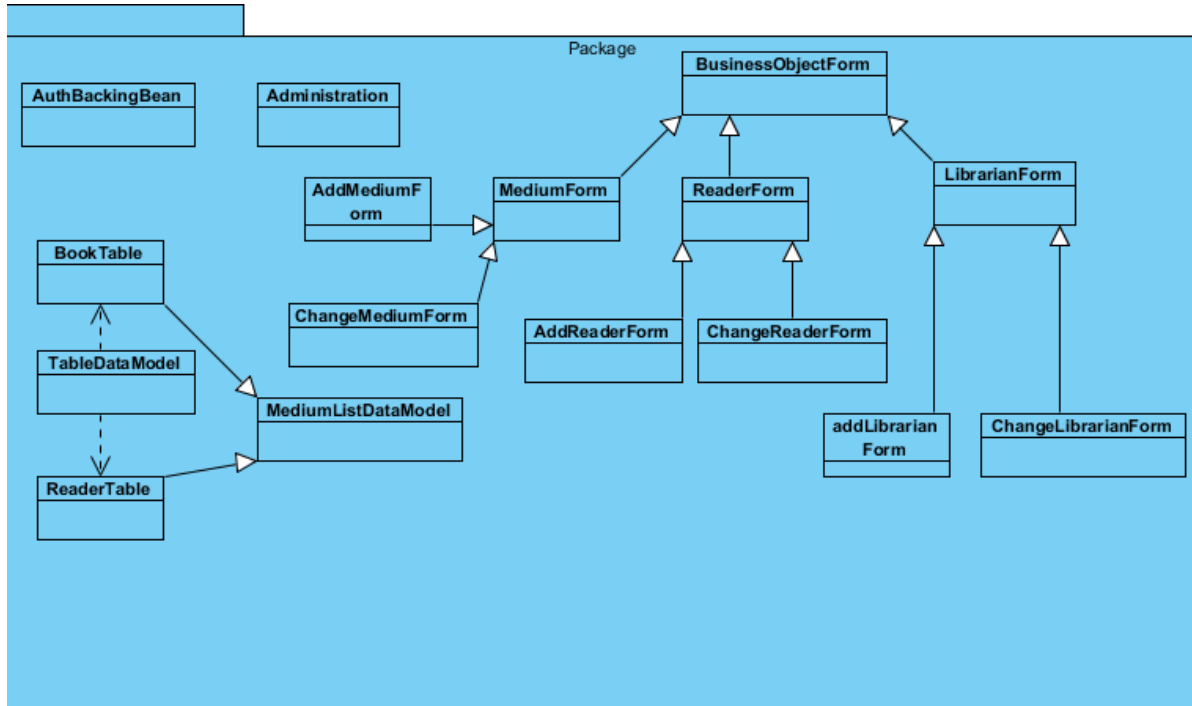 Package
BusinessObjectForm
AuthBackingBean
Administration
LibrarianForm
AddMediumF
orm
MediumForm
ReaderForm
BookTable
ChangeMediumForm
AddReaderForm
ChangeReaderForm
TableDataModel
MediumListDataModel
addLibrarian
Form
ChangeLibrarianForm
ReaderTable